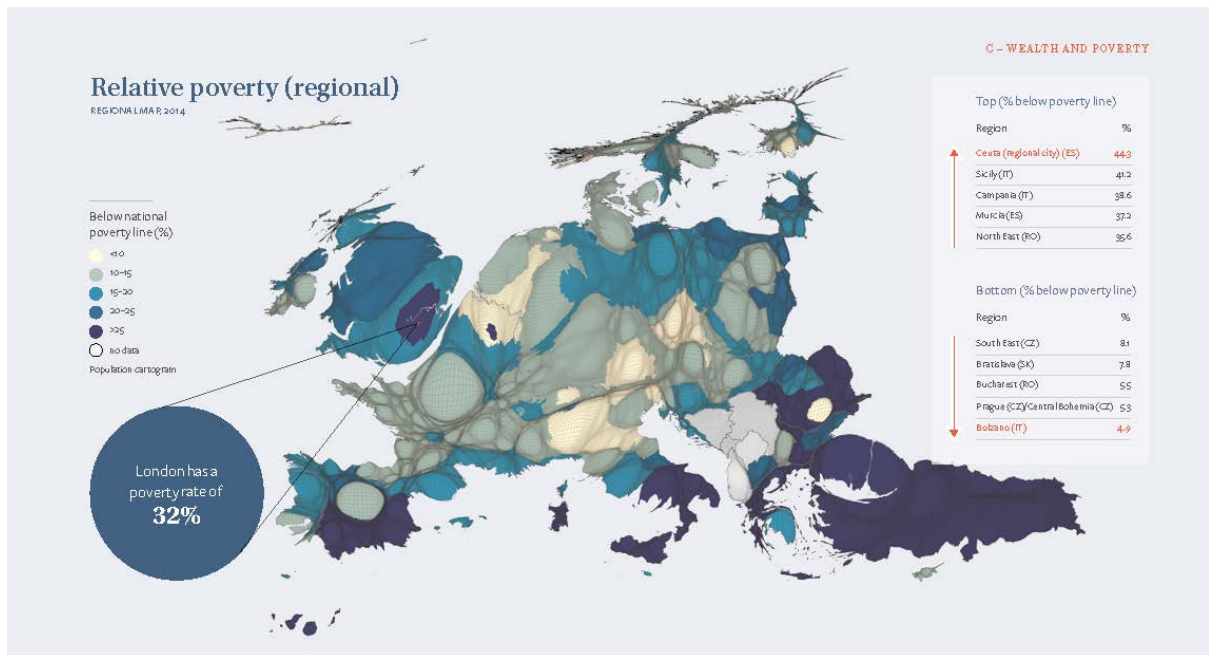 C – WEALTH AND POVERTY
Relative poverty (regional)
REGIONAL MAP, 2014
Below national
poverty line (%)
<10
10–15
15–20
20–25
>25
no data
Population cartogram
London has a
poverty rate of
32%
Top (% below poverty line)
Region %
Ceuta (regional city) (ES) 44.3
Sicily (IT) 41.2
Campania (IT) 38.6
Murcia (ES) 37.2
North East (RO) 35.6
Bottom (% below poverty line)
Region %
South East (CZ) 8.1
Bratislava (SK) 7.8
Bucharest (RO) 5.5
Prague (CZ)/Central Bohemia (CZ) 5.3
Bolzano (IT) 4.9